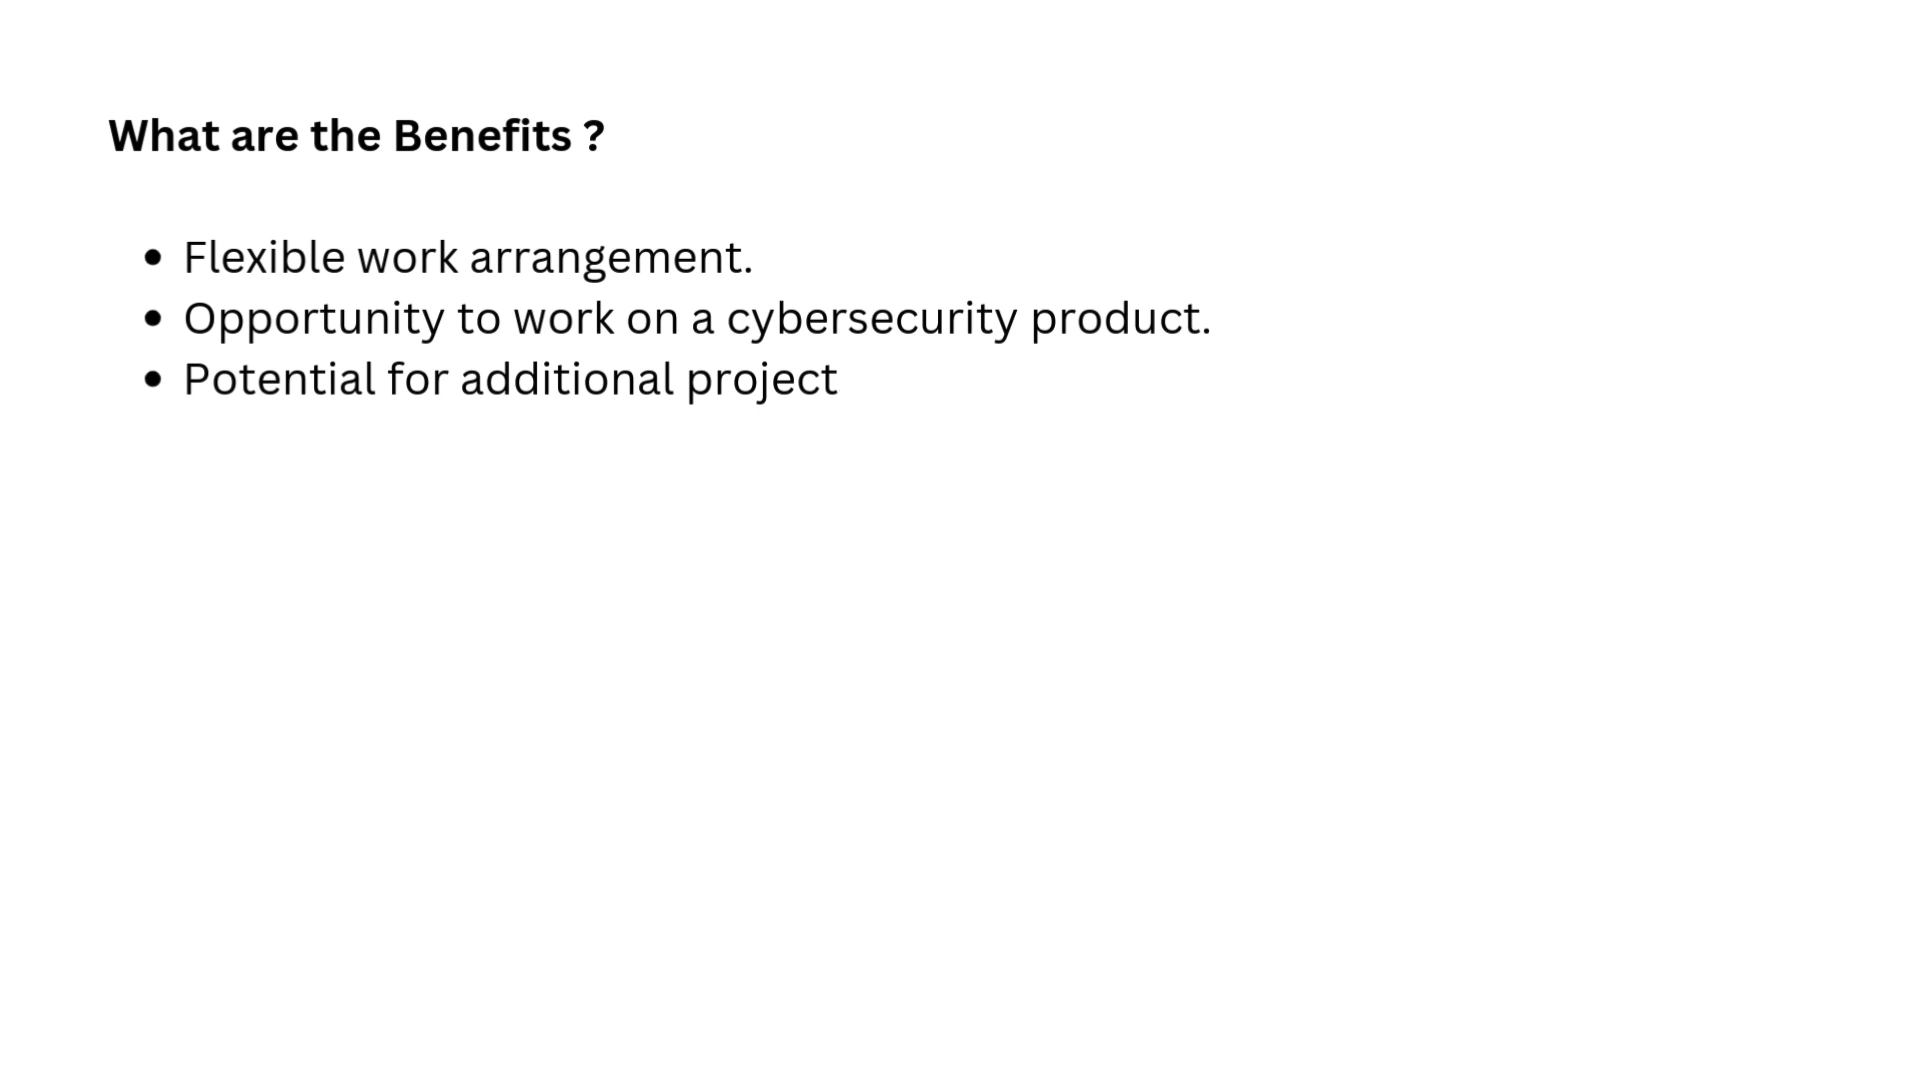 What are the Benefits ?
• Flexible work arrangement.
• Opportunity to work on a cybersecurity product.
• Potential for additional project